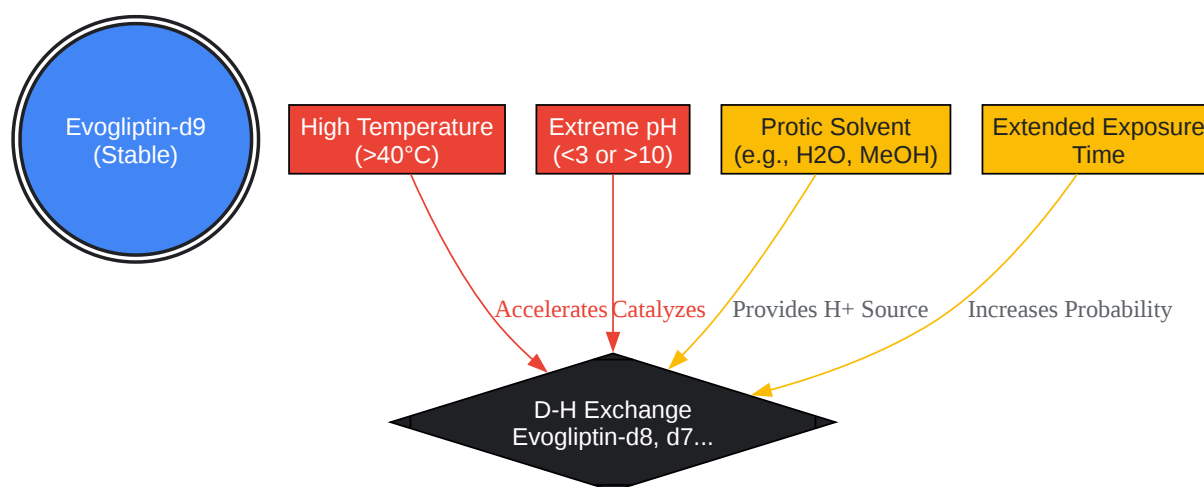 Evogliptin-d9
(Stable)
High Temperature
(>40°C)
Extreme pH
(<3 or >10)
Protic Solvent
(e.g., H2O, MeOH)
Extended Exposure
Time
Accelerates
Catalyzes
Provides H+ Source
Increases Probability
D-H Exchange
Evogliptin-d8, d7...